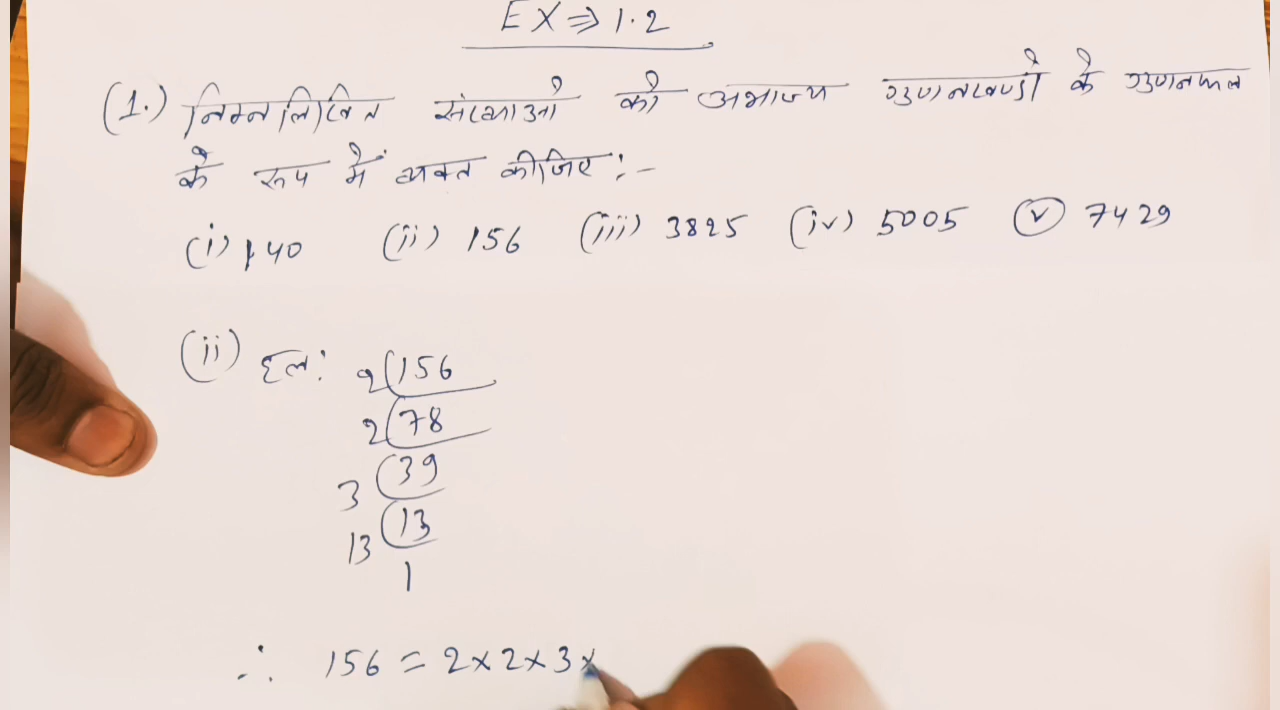 EX⇒ 1.2
(1.) निम्नलिखित संख्याओ को अभाज्य गुणनखण्डो के गुणनफल
के रूप में व्यक्त कीजिए :-
(i) 140 (ii) 156 (iii) 3825 (iv) 5005 (v) 7429
(ii) हल: 2 156
2 78
3 39
13 13
1
∴ 156 = 2×2×3×